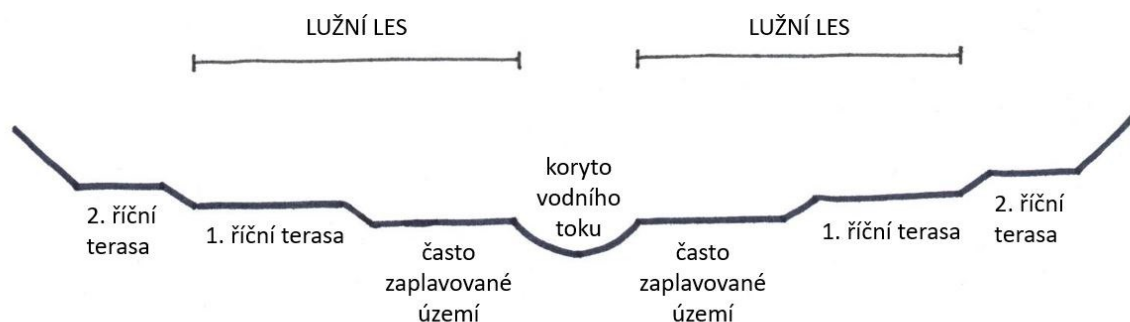 LUŽNÍ LES
LUŽNÍ LES
koryto
vodního
toku
2. říční
terasa
1. říční terasa
často
zaplavované
území
často
zaplavované
území
1. říční terasa
2. říční
terasa